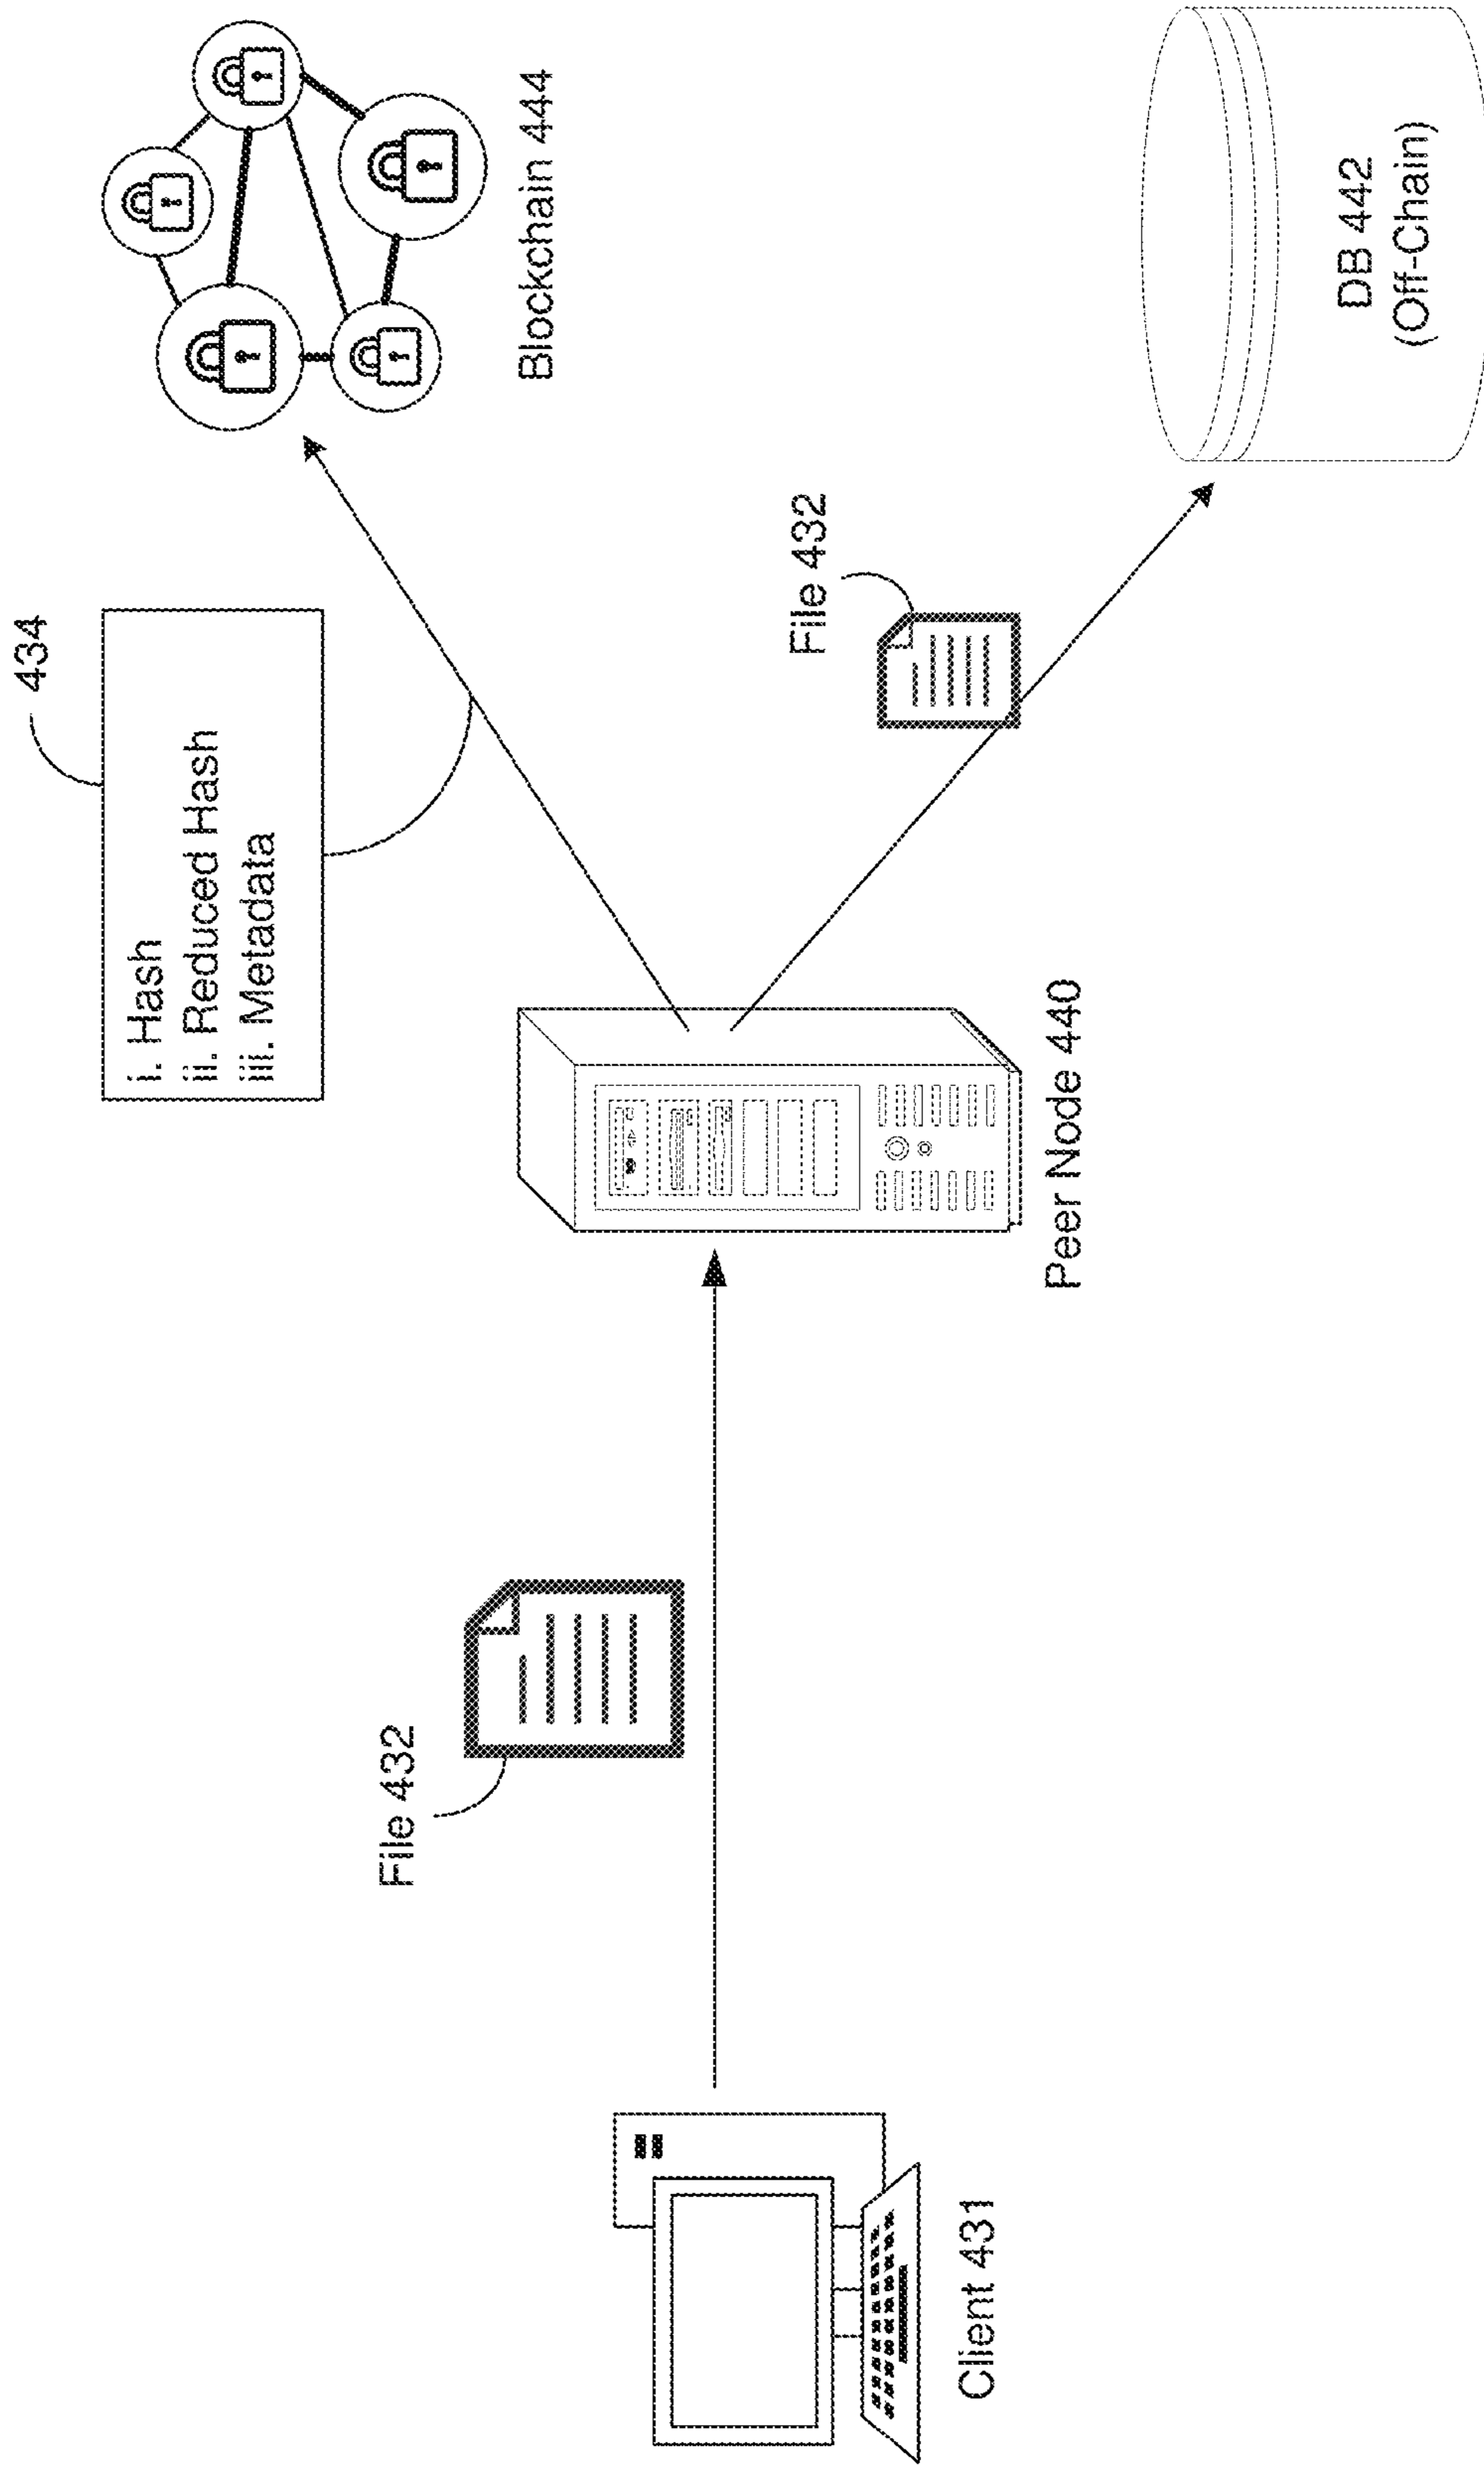 434
i. Hash
ii. Reduced Hash
iii. Metadata
Blockchain 444
File 432
File 432
Client 431
Peer Node 440
DB 442
(Off-Chain)